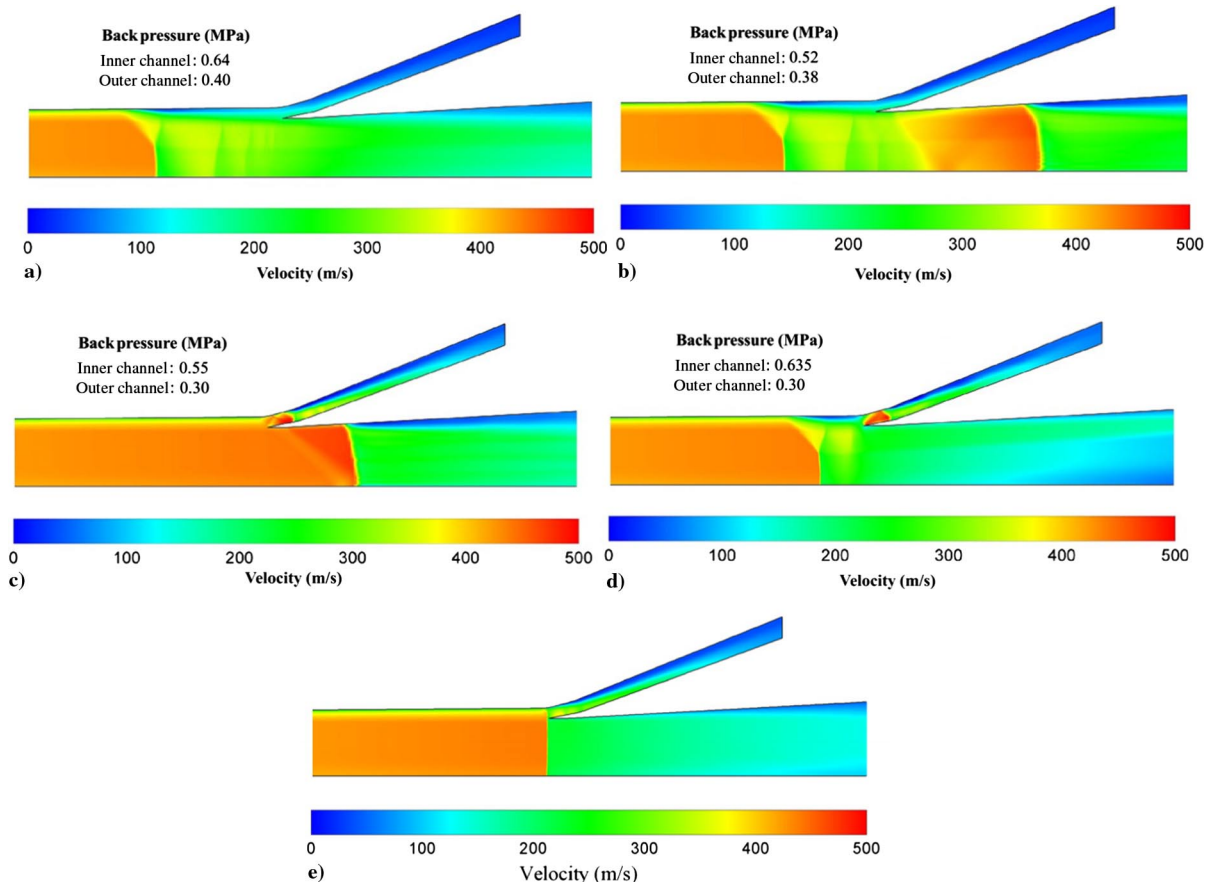 Back pressure (MPa)
Inner channel: 0.64
Outer channel: 0.40
0 100 200 300 400 500
Velocity (m/s)
a)
Back pressure (MPa)
Inner channel: 0.52
Outer channel: 0.38
0 100 200 300 400 500
Velocity (m/s)
b)
Back pressure (MPa)
Inner channel: 0.55
Outer channel: 0.30
0 100 200 300 400 500
Velocity (m/s)
c)
Back pressure (MPa)
Inner channel: 0.635
Outer channel: 0.30
0 100 200 300 400 500
Velocity (m/s)
d)
0 100 200 300 400 500
Velocity (m/s)
e)